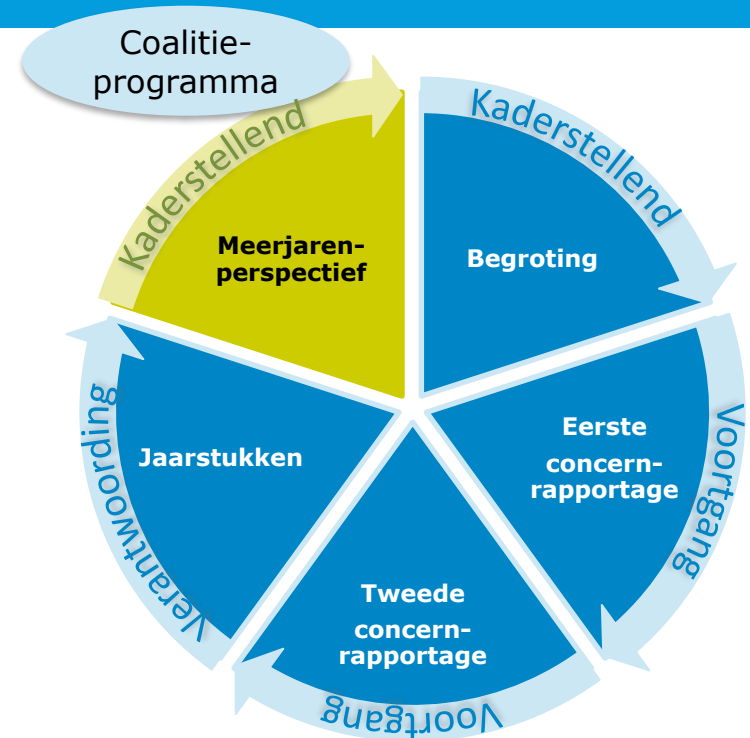 Coalitie-
programma
Kaderstellend
Meerjaren-
perspectief
Kaderstellend
Begroting
Voortgang
Eerste
concern-
rapportage
Voortgang
Tweede
concern-
rapportage
Verantwoording
Jaarstukken